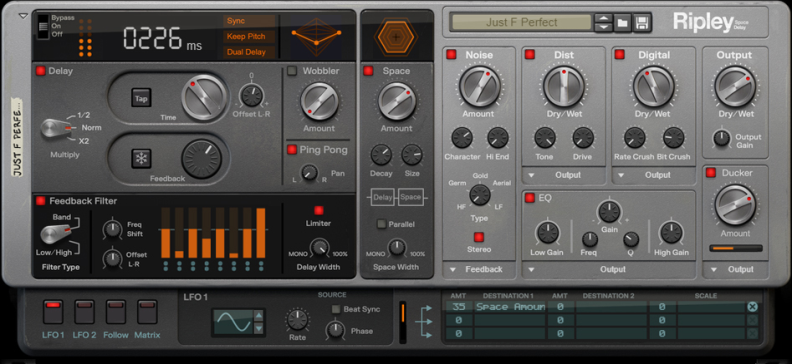 Bypass
On
Off
0226 ms
Sync
Keep Pitch
Dual Delay
Just F Perfect
Ripley Space Delay
JUST F PERFE...
Delay
1/2
Norm
X2
Multiply
Tap
Time
0
- +
Offset L-R
Feedback
Wobbler
Amount
Ping Pong
L R
Pan
Space
Amount
Decay Size
Delay Space
Parallel
MONO 100%
Space Width
Feedback Filter
Band
Low/High
Filter Type
Freq
Shift
Offset
L-R
Limiter
MONO 100%
Delay Width
Noise
Amount
Character Hi End
Gold
Germ Aerial
HF LF
Type
Stereo
Feedback
Dist
Dry/Wet
Tone Drive
Output
Digital
Dry/Wet
Rate Crush Bit Crush
Output
EQ
Gain
Low Gain Freq Q High Gain
Output
Output
Dry/Wet
Output
Gain
Ducker
Amount
Output
LFO 1 LFO 2 Follow Matrix
LFO 1
SOURCE
Rate
Beat Sync
Phase
AMT DESTINATION 1 AMT DESTINATION 2 AMT SCALE
35 Space Amoun 0 0
0 0 0
0 0 0